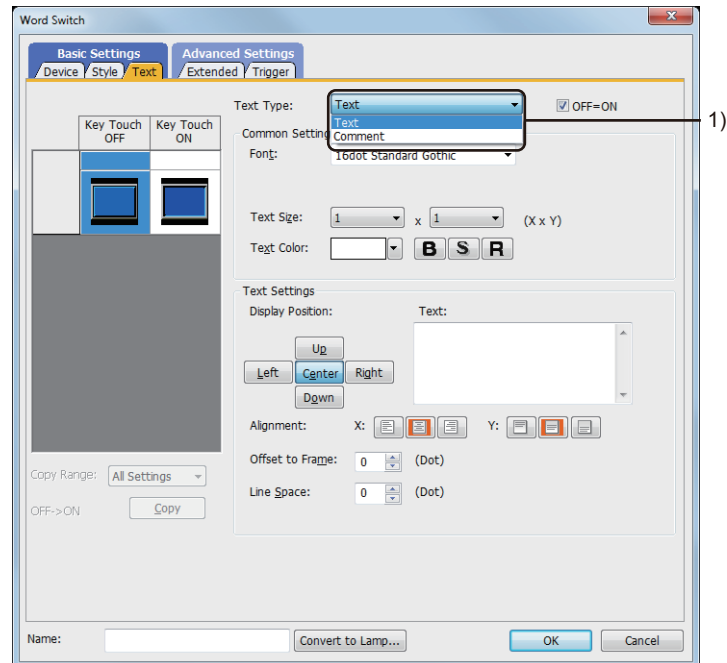 Word Switch
x
Basic Settings Advanced Settings
Device Style Text Extended Trigger
Text Type: Text OFF=ON
Text
Comment
1)
Key Touch OFF Key Touch ON
Common Setting
Font: 16dot Standard Gothic
Text Size: 1 x 1 (X x Y)
Text Color: B S R
Text Settings
Display Position: Text:
Up
Left Center Right
Down
Alignment: X: Y:
Offset to Frame: 0 (Dot)
Line Space: 0 (Dot)
Copy Range: All Settings
OFF->ON Copy
Name: Convert to Lamp... OK Cancel